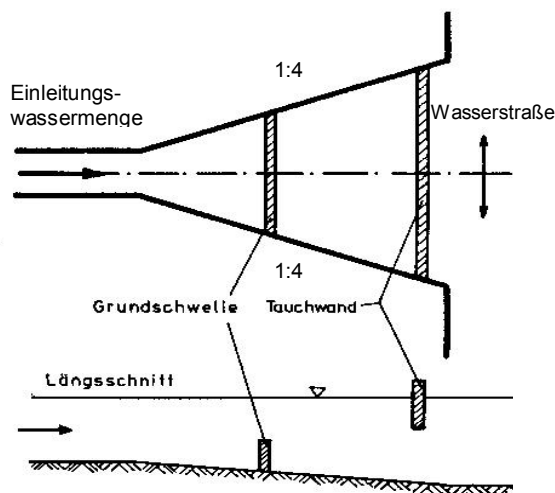 1:4
Einleitungs-
wassermenge
Wasserstraße
1:4
Grundschwelle
Tauchwand
Längsschnitt